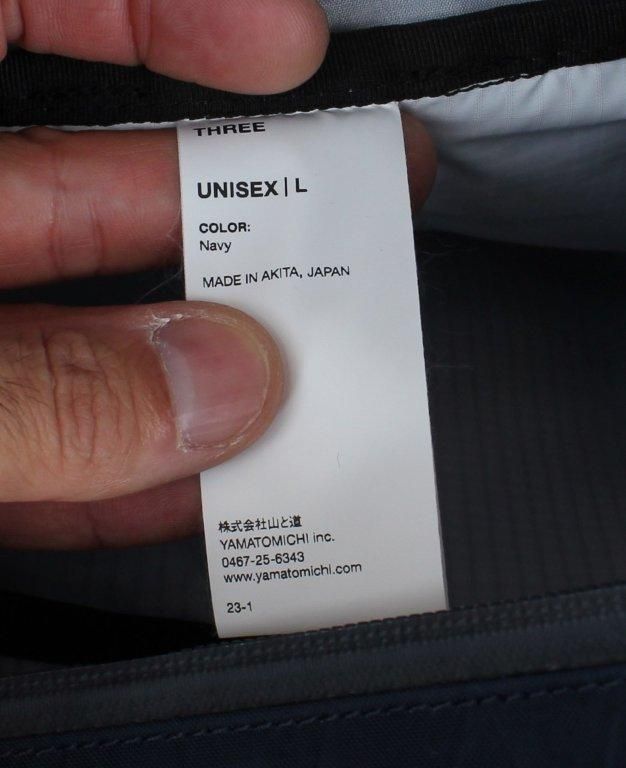 THREE
UNISEX | L
COLOR:
Navy
MADE IN AKITA, JAPAN
株式会社山と道
YAMATOMICHI inc.
0467-25-6343
www.yamatomichi.com
23-1